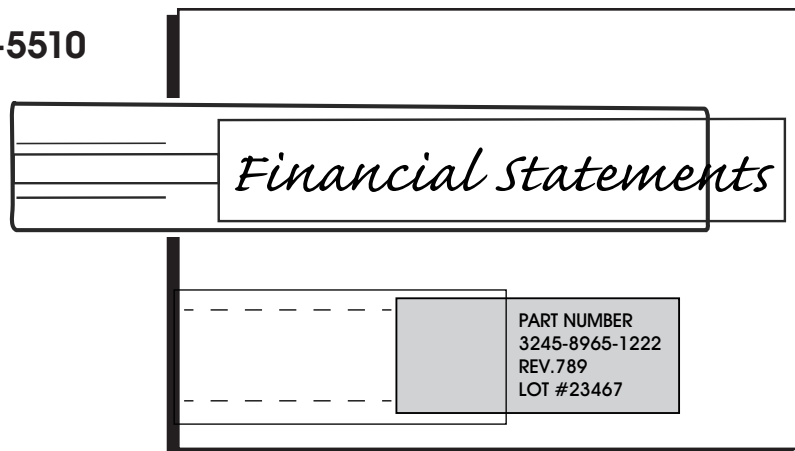 -5510
Financial Statements
PART NUMBER
3245-8965-1222
REV.789
LOT #23467